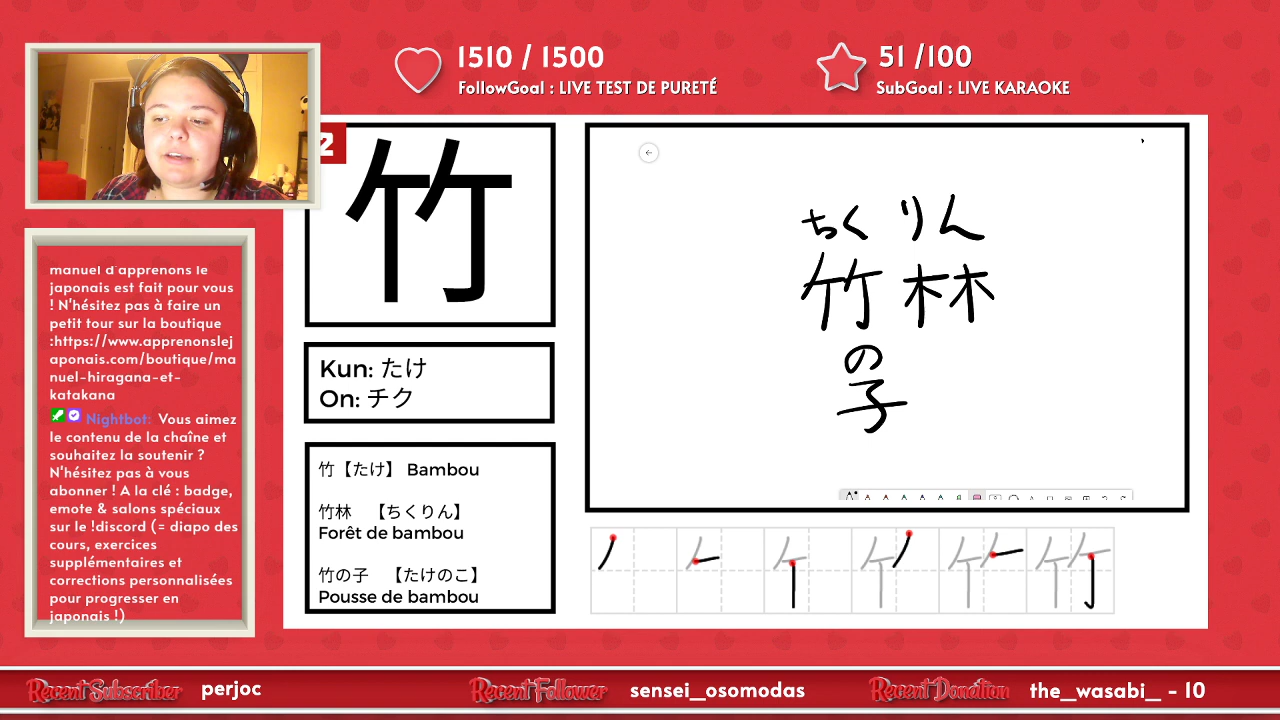 1510 / 1500
FollowGoal : LIVE TEST DE PURETÉ
51 /100
SubGoal : LIVE KARAOKE
2
竹
Kun: たけ
On: チク
竹【たけ】 Bambou
竹林 【ちくりん】
Forêt de bambou
竹の子 【たけのこ】
Pousse de bambou
ちくりん
竹林
の
子
manuel d'apprenons le
japonais est fait pour vous
! N'hésitez pas à faire un
petit tour sur la boutique
:https://www.apprenonslej
aponais.com/boutique/ma
nuel-hiragana-et-
katakana
Nightbot: Vous aimez
le contenu de la chaîne et
souhaitez la soutenir ?
N'hésitez pas à vous
abonner ! A la clé : badge,
emote & salons spéciaux
sur le !discord (= diapo des
cours, exercices
supplémentaires et
corrections personnalisées
pour progresser en
japonais !)
Recent Subscriber perjoc
Recent Follower sensei_osomodas
Recent Donation the_wasabi_ - 10